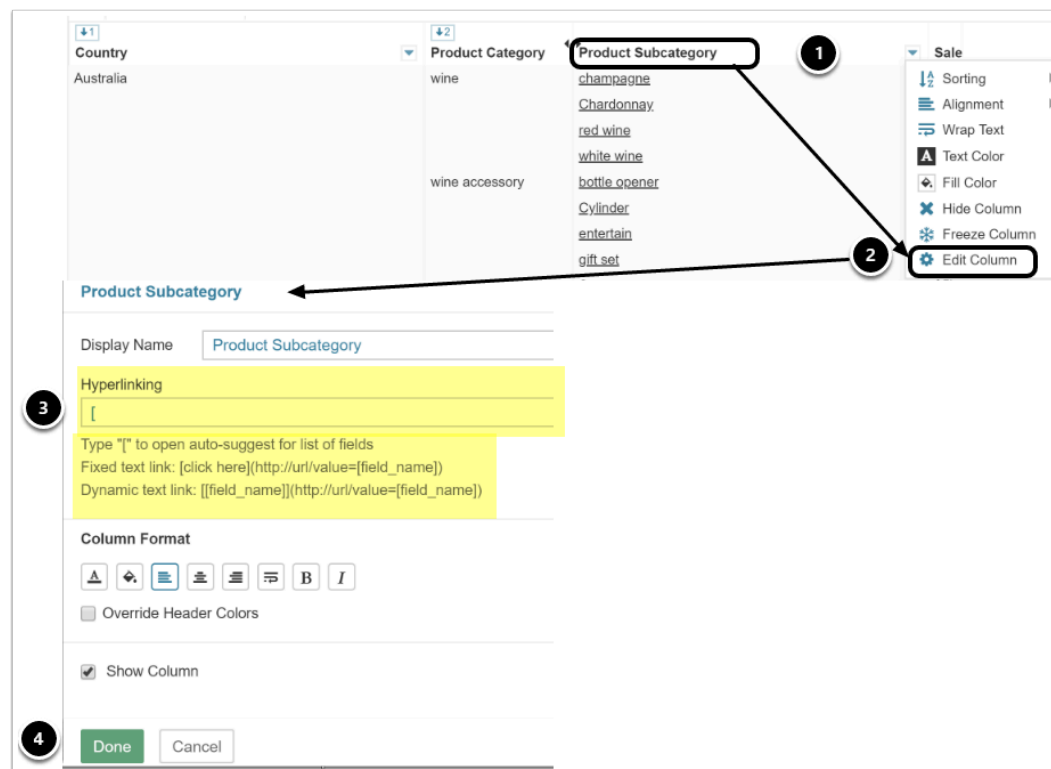 1 2
Country Product Category Product Subcategory 1 Sale
Australia wine champagne Sorting
Chardonnay Alignment
red wine Wrap Text
white wine A Text Color
wine accessory bottle opener Fill Color
Cylinder Hide Column
entertain Freeze Column
gift set 2 Edit Column
Product Subcategory
Display Name Product Subcategory
Hyperlinking
3 [
Type "[" to open auto-suggest for list of fields
Fixed text link: [click here](http://url/value=[field_name])
Dynamic text link: [[field_name]](http://url/value=[field_name])
Column Format
A B I
Override Header Colors
Show Column
4 Done Cancel